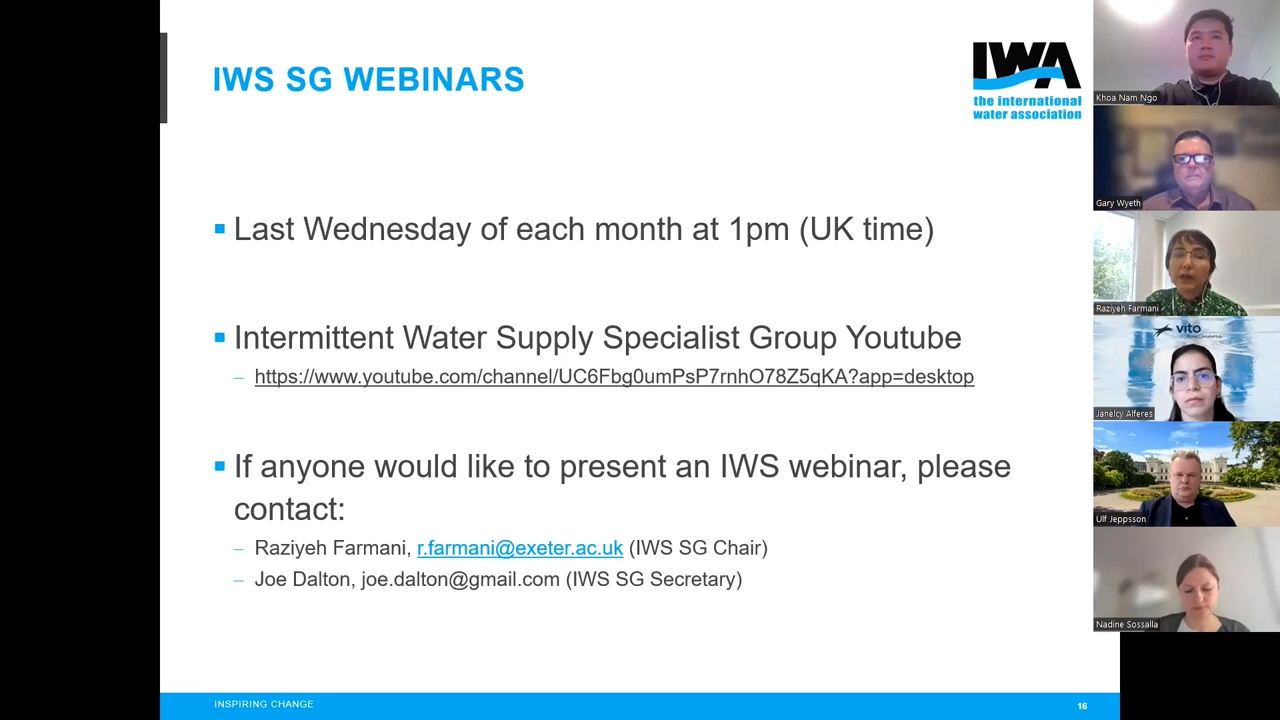 IWS SG WEBINARS
IWA
the international
water association
Last Wednesday of each month at 1pm (UK time)
Intermittent Water Supply Specialist Group Youtube
– https://www.youtube.com/channel/UC6Fbg0umPsP7rnhO78Z5qKA?app=desktop
If anyone would like to present an IWS webinar, please
contact:
– Raziyeh Farmani, r.farmani@exeter.ac.uk (IWS SG Chair)
– Joe Dalton, joe.dalton@gmail.com (IWS SG Secretary)
INSPIRING CHANGE
16
Khoa Nam Ngo
Gary Wyeth
Raziyeh Farmani
vito
Janelcy Alferes
Ulf Jeppsson
Nadine Sossalla